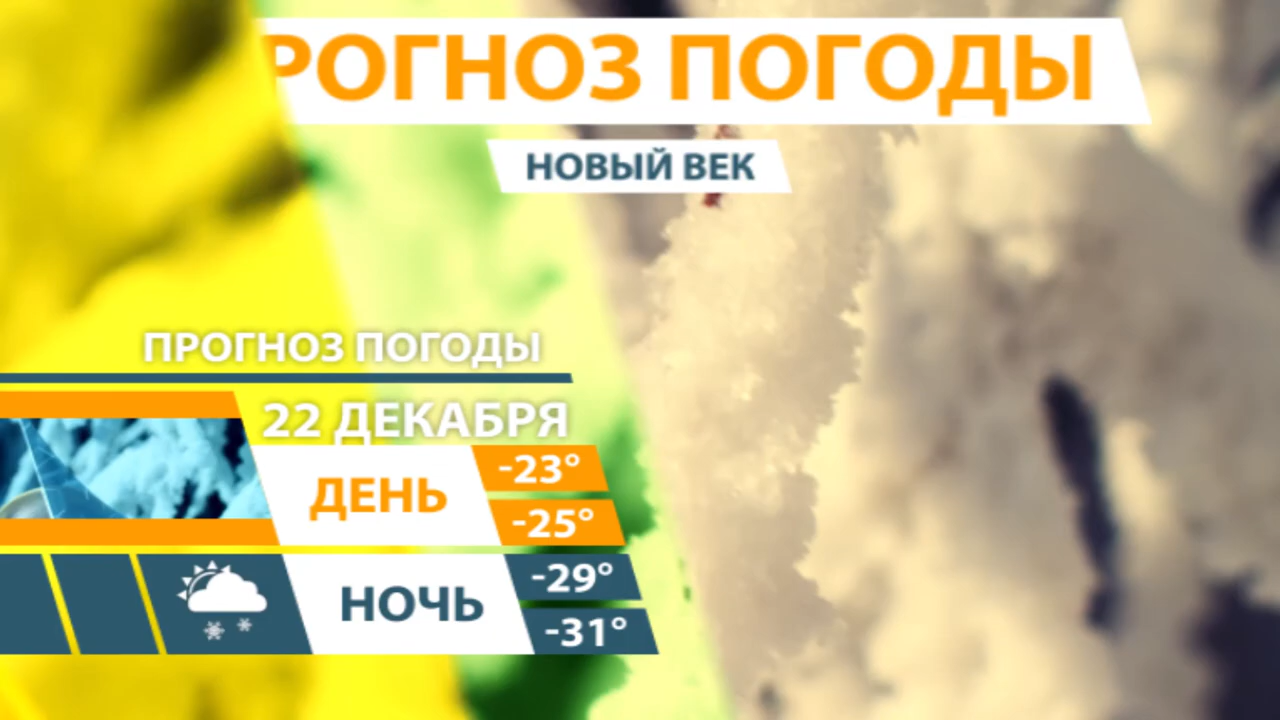 РОГНОЗ ПОГОДЫ
НОВЫЙ ВЕК
ПРОГНОЗ ПОГОДЫ
22 ДЕКАБРЯ
ДЕНЬ
-23°
-25°
НОЧЬ
-29°
-31°